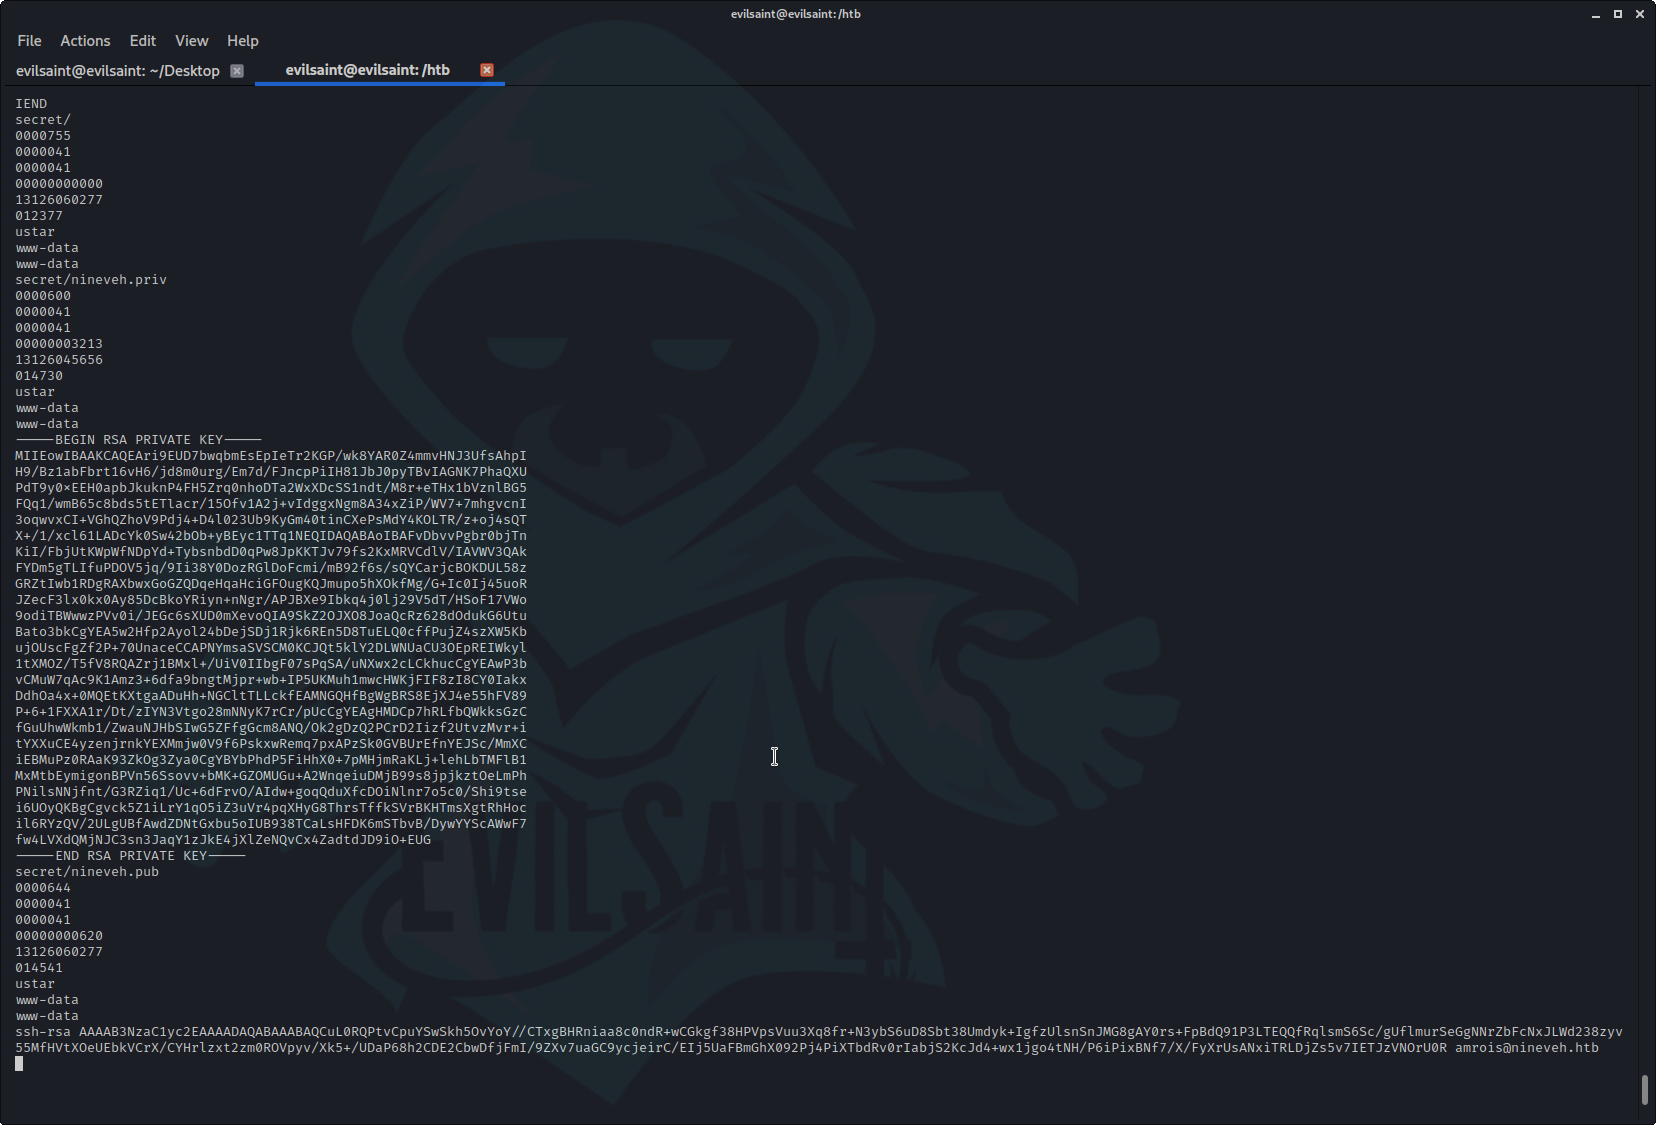 evilsaint@evilsaint: /htb
File Actions Edit View Help
evilsaint@evilsaint: ~/Desktop evilsaint@evilsaint: /htb
IEND
secret/
0000755
0000041
0000041
00000000000
13126060277
012377
ustar
www-data
www-data
secret/nineveh.priv
0000600
0000041
0000041
00000003213
13126045656
014730
ustar
www-data
www-data
-----BEGIN RSA PRIVATE KEY-----
MIIEowIBAAKCAQEAri9EUD7bwqbmEsEpIeTr2KGP/wk8YAR0Z4mmvHNJ3UfsAhpI
H9/Bz1abFbrt16vH6/jd8m0urg/Em7d/FJncpPiIH81JbJ0pyTBvIAGNK7PhaQXU
PdT9y0xEEH0apbJkuknP4FH5Zrq0nhoDTa2WxXDcSS1ndt/M8r+eTHx1bVznlBG5
FQq1/wmB65c8bds5tETlacr/15Ofv1A2j+vIdggxNgm8A34xZiP/WV7+7mhgvcnI
3oqwvxCI+VGhQZhoV9Pdj4+D4l023Ub9KyGm40tinCXePsMdY4KOLTR/z+oj4sQT
X+/1/xcl61LADcYk0Sw42bOb+yBEyc1TTq1NEQIDAQABAoIBAFvDbvvPgbr0bjTn
KiI/FbjUtKWpWfNDpYd+TybsnbdD0qPw8JpKKTJv79fs2KxMRVCdlV/IAVWV3QAk
FYDm5gTLIfuPDOV5jq/9Ii38Y0DozRGlDoFcmi/mB92f6s/sQYCarjcBOKDUL58z
GRZtIwb1RDgRAXbwxGoGZQDqeHqaHciGFOugKQJmupo5hXOkfMg/G+Ic0Ij45uoR
JZecF3lx0kx0Ay85DcBkoYRiyn+nNgr/APJBXe9Ibkq4j0lj29V5dT/HSoF17VWo
9odiTBWwwzPVv0i/JEGc6sXUD0mXevoQIA9SkZ2OJXO8JoaQcRz628dOdukG6Utu
Bato3bkCgYEA5w2Hfp2Ayol24bDejSDj1Rjk6REn5D8TuELQ0cffPujZ4szXW5Kb
ujOUscFgZf2P+70UnaceCCAPNYmsaSVSCM0KCJQt5klY2DLWNUaCU3OEpREIWkyl
1tXMOZ/T5fV8RQAZrj1BMxl+/UiV0IIbgF07sPqSA/uNXwx2cLCkhucCgYEAwP3b
vCMuW7qAc9K1Amz3+6dfa9bngtMjpr+wb+IP5UKMuh1mwcHWKjFIF8zI8CY0Iakx
DdhOa4x+0MQEtKXtgaADuHh+NGCltTLLckfEAMNGQHfBgWgBRS8EjXJ4e55hFV89
P+6+1FXXA1r/Dt/zIYN3Vtgo28mNNyK7rCr/pUcCgYEAgHMDCp7hRLfbQWkksGzC
fGuUhwWkmb1/ZwauNJHbSIwG5ZFfgGcm8ANQ/Ok2gDzQ2PCrD2Iizf2UtvzMvr+i
tYXXuCE4yzenjrnkYEXMmjw0V9f6PskxwRemq7pxAPzSk0GVBUrEfnYEJSc/MmXC
iEBMuPz0RAaK93ZkOg3Zya0CgYBYbPhdP5FiHhX0+7pMHjmRaKLj+lehLbTMFlB1
MxMtbEymigonBPVn56Ssovv+bMK+GZOMUGu+A2WnqeiuDMjB99s8jpjkztOeLmPh
PNilsNNjfnt/G3RZiq1/Uc+6dFrvO/AIdw+goqQduXfcDOiNlnr7o5c0/Shi9tse
i6UOyQKBgCgvck5Z1iLrY1qO5iZ3uVr4pqXHyG8ThrsTffkSVrBKHTmsXgtRhHoc
il6RYzQV/2ULgUBfAwdZDNtGxbu5oIUB938TCaLsHFDK6mSTbvB/DywYYScAWwF7
fw4LVXdQMjNJC3sn3JaqY1zJkE4jXlZeNQvCx4ZadtdJD9iO+EUG
-----END RSA PRIVATE KEY-----
secret/nineveh.pub
0000644
0000041
0000041
00000000620
13126060277
014541
ustar
www-data
www-data
ssh-rsa AAAAB3NzaC1yc2EAAAADAQABAAABAQCuL0RQPtvCpuYSwSkh5OvYoY//CTxgBHRniaa8c0ndR+wCGkgf38HPVpsVuu3Xq8fr+N3ybS6uD8Sbt38Umdyk+IgfzUlsnSnJMG8gAY0rs+FpBdQ91P3LTEQQfRqlsmS6Sc/gUflmurSeGgNNrZbFcNxJLWd238zyv
55MfHVtXOeUEbkVCrX/CYHrlzxt2zm0ROVpyv/Xk5+/UDaP68h2CDE2CbwDfjFmI/9ZXv7uaGC9ycjeirC/EIj5UaFBmGhX092Pj4PiXTbdRv0rIabjS2KcJd4+wx1jgo4tNH/P6iPixBNf7/X/FyXrUsANxiTRLDjZs5v7IETJzVNOrU0R amrois@nineveh.htb
EVILSAINT